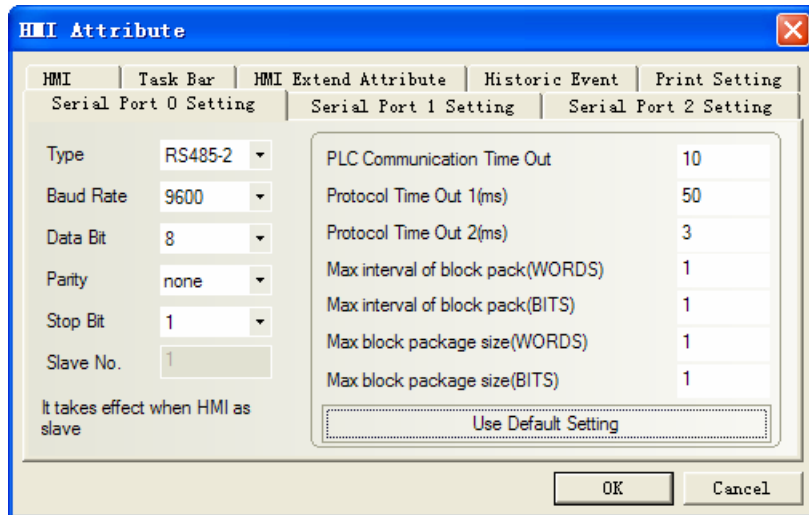 HMI Attribute
HMI
Task Bar
HMI Extend Attribute
Historic Event
Print Setting
Serial Port 0 Setting
Serial Port 1 Setting
Serial Port 2 Setting
Type RS485-2
Baud Rate 9600
Data Bit 8
Parity none
Stop Bit 1
Slave No. 1
It takes effect when HMI as
slave
PLC Communication Time Out 10
Protocol Time Out 1(ms) 50
Protocol Time Out 2(ms) 3
Max interval of block pack(WORDS) 1
Max interval of block pack(BITS) 1
Max block package size(WORDS) 1
Max block package size(BITS) 1
Use Default Setting
OK
Cancel